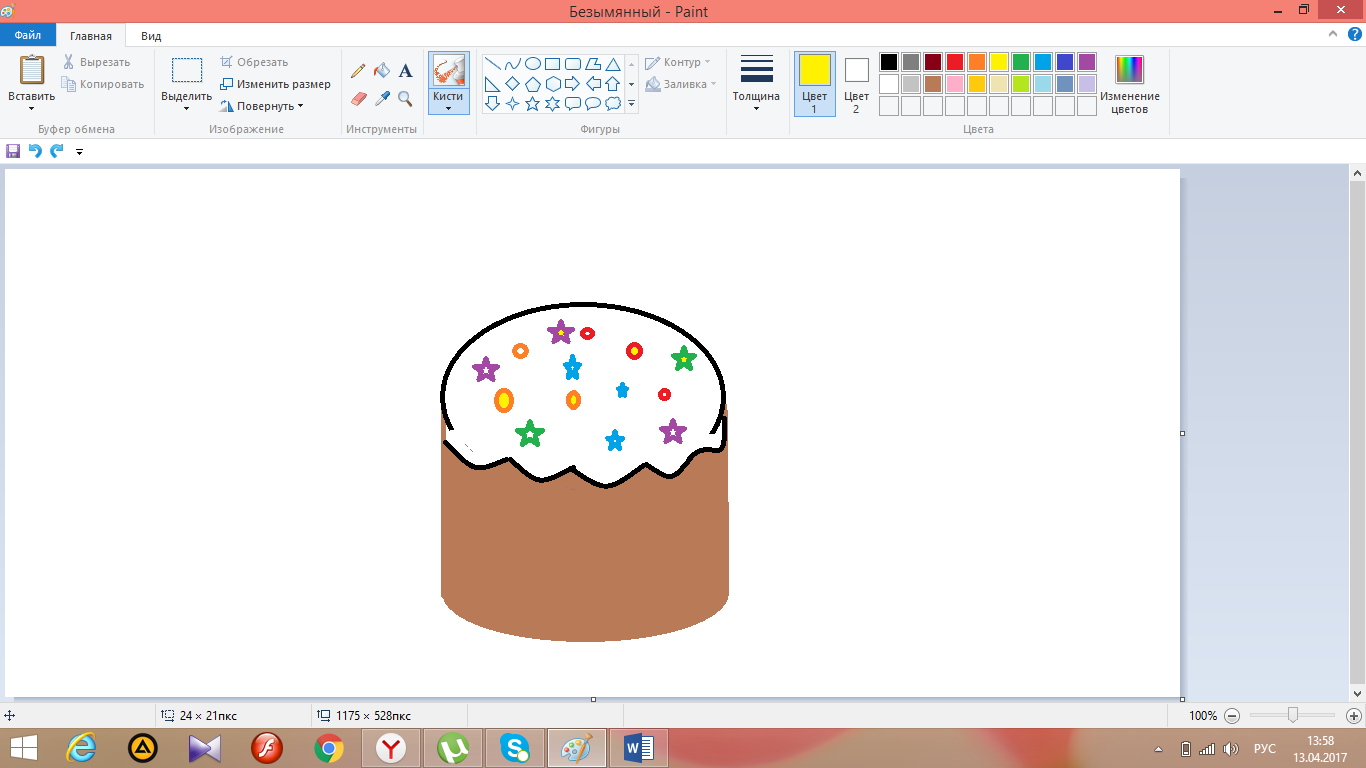 Безымянный - Paint
Файл
Главная
Вид
Вставить
Вырезать
Копировать
Буфер обмена
Выделить
Обрезать
Изменить размер
Повернуть
Изображение
A
Инструменты
Кисти
Контур
Заливка
Фигуры
Толщина
Цвет
1
Цвет
2
Изменение
цветов
Цвета
24 × 21пкс
1175 × 528пкс
100%
РУС
13:58
13.04.2017